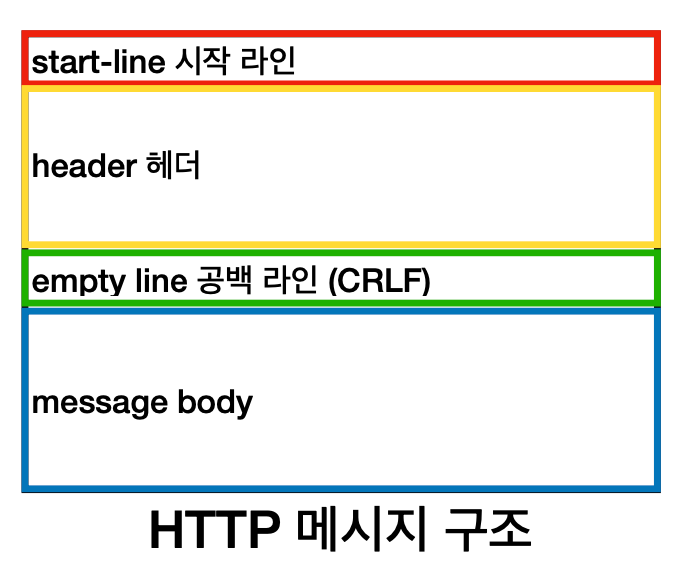 start-line 시작 라인
header 헤더
empty line 공백 라인 (CRLF)
message body
HTTP 메시지 구조